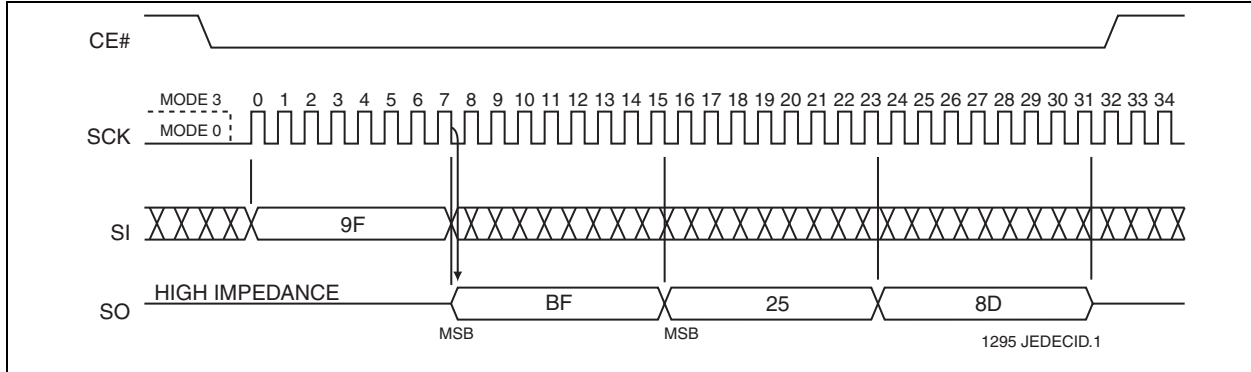 CE#
MODE 3
0 1 2 3 4 5 6 7 8 9 10 11 12 13 14 15 16 17 18 19 20 21 22 23 24 25 26 27 28 29 30 31 32 33 34
SCK
MODE 0
SI
9F
SO
HIGH IMPEDANCE
BF
25
8D
MSB
MSB
1295 JEDECID.1